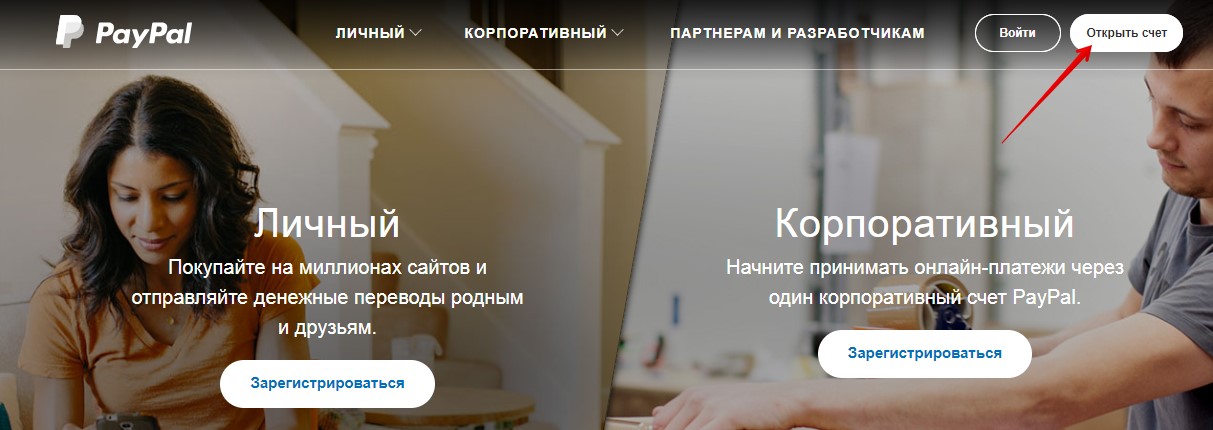 PayPal
ЛИЧНЫЙ КОРПОРАТИВНЫЙ ПАРТНЕРАМ И РАЗРАБОТЧИКАМ Войти Открыть счет
Личный
Покупайте на миллионах сайтов и
отправляйте денежные переводы родным
и друзьям.
Зарегистрироваться
Корпоративный
Начните принимать онлайн-платежи через
один корпоративный счет PayPal.
Зарегистрироваться